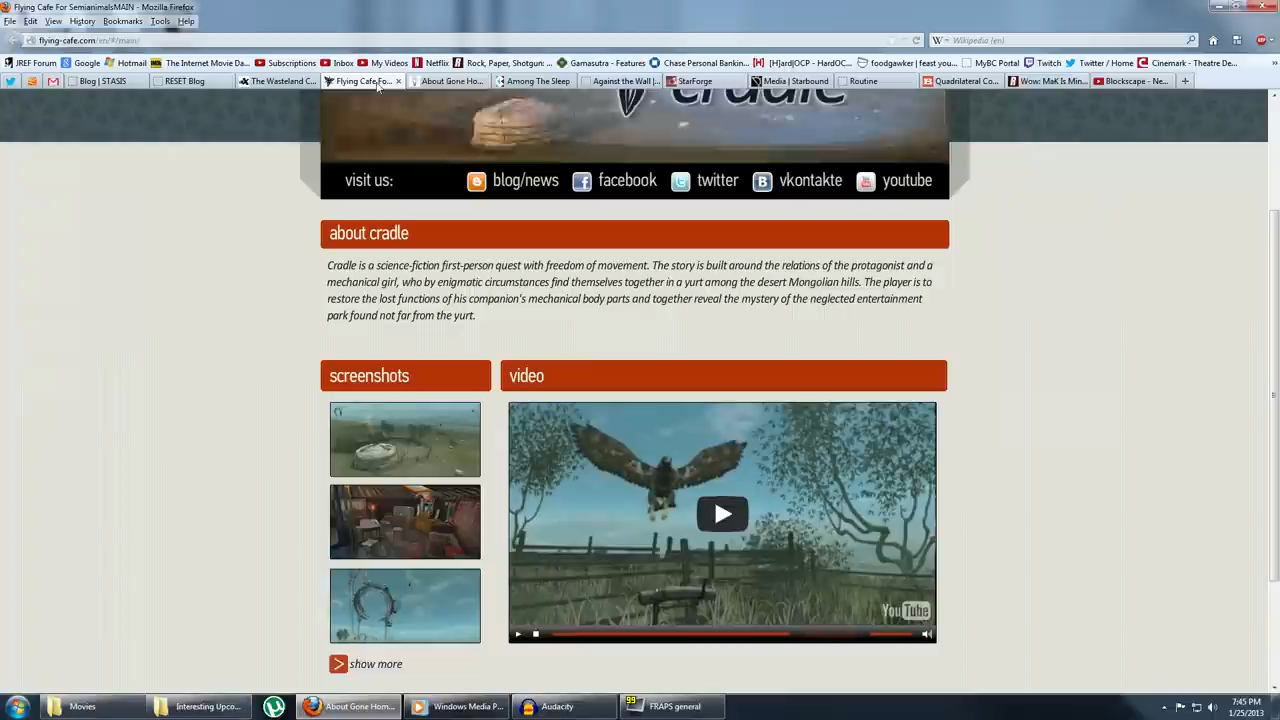 Flying Cafe For SemianimalsMAIN - Mozilla Firefox
File Edit View History Bookmarks Tools Help
flying-cafe.com/en/#/main/
Wikipedia (en)
JREF Forum Google Hotmail The Internet Movie Da... Subscriptions Inbox My Videos Netflix Rock, Paper, Shotgun: ... Gamasutra - Features Chase Personal Banking... [H]ard|OCP - HardOC... foodgawker | feast you... MyBC Portal Twitch Twitter / Home Cinemark - Theatre De...
Blog | STASIS RESET Blog The Wasteland C... Flying Cafe Fo... About Gone Ho... Among The Sleep Against the Wall |... StarForge Media | Starbound Routine Quadrilateral Co... Wow: MaK Is Min... Blockscape - Ne...
cradle
visit us: blog/news facebook twitter vkontakte youtube
about cradle
Cradle is a science-fiction first-person quest with freedom of movement. The story is built around the relations of the protagonist and a
mechanical girl, who by enigmatic circumstances find themselves together in a yurt among the desert Mongolian hills. The player is to
restore the lost functions of his companion's mechanical body parts and together reveal the mystery of the neglected entertainment
park found not far from the yurt.
screenshots video
YouTube
> show more
Movies Interesting Upco... About Gone Hom... Windows Media P... Audacity 99 FRAPS general
7:45 PM
1/25/2013